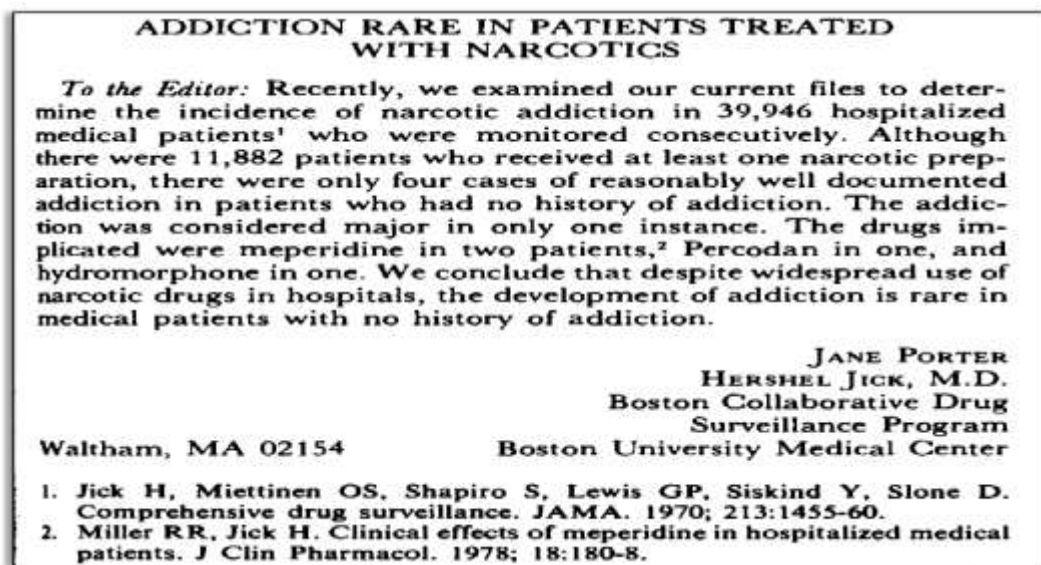 ADDICTION RARE IN PATIENTS TREATED
WITH NARCOTICS
To the Editor: Recently, we examined our current files to deter-
mine the incidence of narcotic addiction in 39,946 hospitalized
medical patients¹ who were monitored consecutively. Although
there were 11,882 patients who received at least one narcotic prep-
aration, there were only four cases of reasonably well documented
addiction in patients who had no history of addiction. The addic-
tion was considered major in only one instance. The drugs im-
plicated were meperidine in two patients,² Percodan in one, and
hydromorphone in one. We conclude that despite widespread use of
narcotic drugs in hospitals, the development of addiction is rare in
medical patients with no history of addiction.
JANE PORTER
HERSHEL JICK, M.D.
Boston Collaborative Drug
Surveillance Program
Waltham, MA 02154 Boston University Medical Center
1. Jick H, Miettinen OS, Shapiro S, Lewis GP, Siskind Y, Slone D.
Comprehensive drug surveillance. JAMA. 1970; 213:1455-60.
2. Miller RR, Jick H. Clinical effects of meperidine in hospitalized medical
patients. J Clin Pharmacol. 1978; 18:180-8.